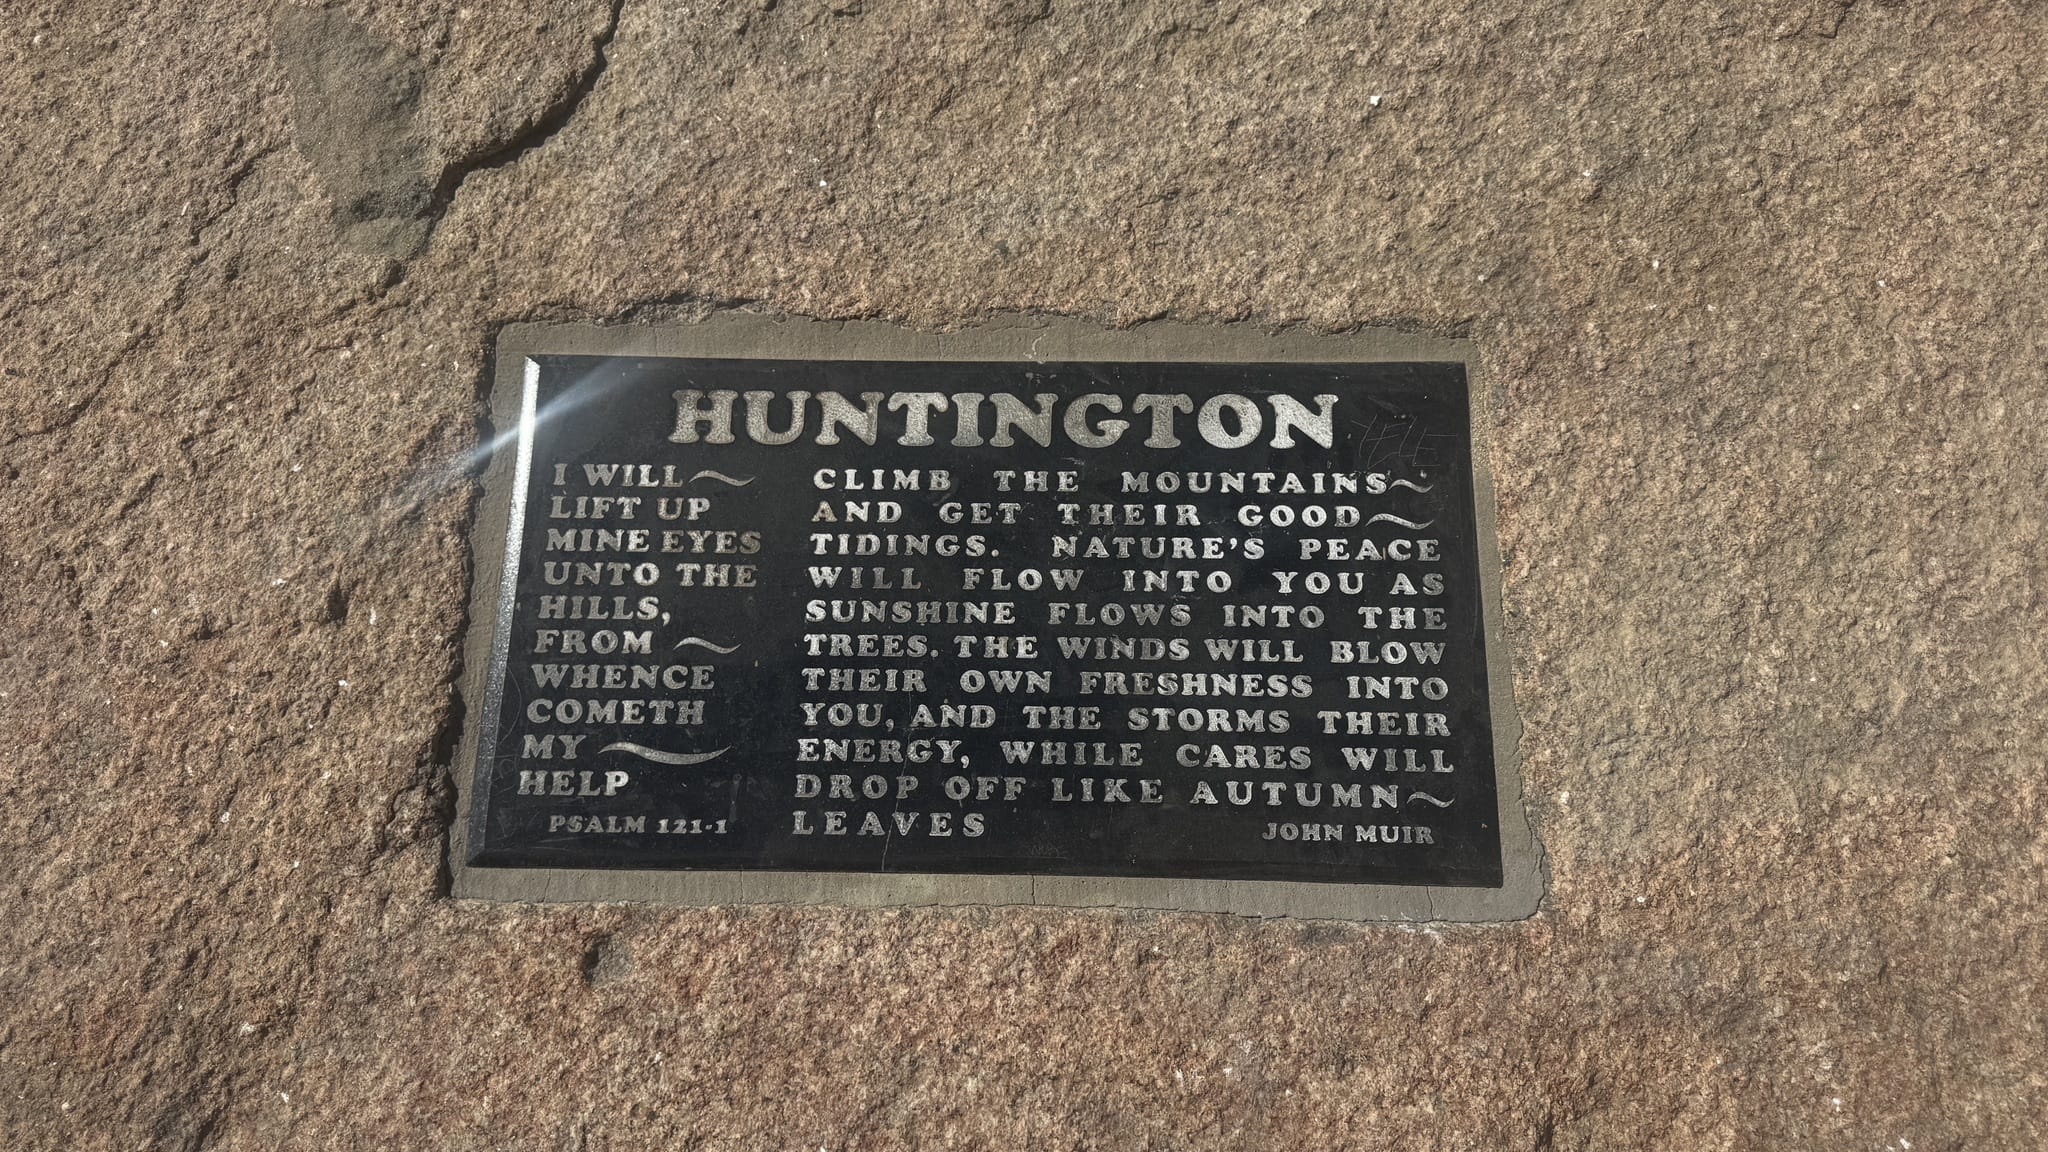 HUNTINGTON
I WILL
LIFT UP
MINE EYES
UNTO THE
HILLS,
FROM
WHENCE
COMETH
MY
HELP
PSALM 121-1
CLIMB THE MOUNTAINS
AND GET THEIR GOOD
TIDINGS. NATURE'S PEACE
WILL FLOW INTO YOU AS
SUNSHINE FLOWS INTO THE
TREES. THE WINDS WILL BLOW
THEIR OWN FRESHNESS INTO
YOU, AND THE STORMS THEIR
ENERGY, WHILE CARES WILL
DROP OFF LIKE AUTUMN
LEAVES
JOHN MUIR